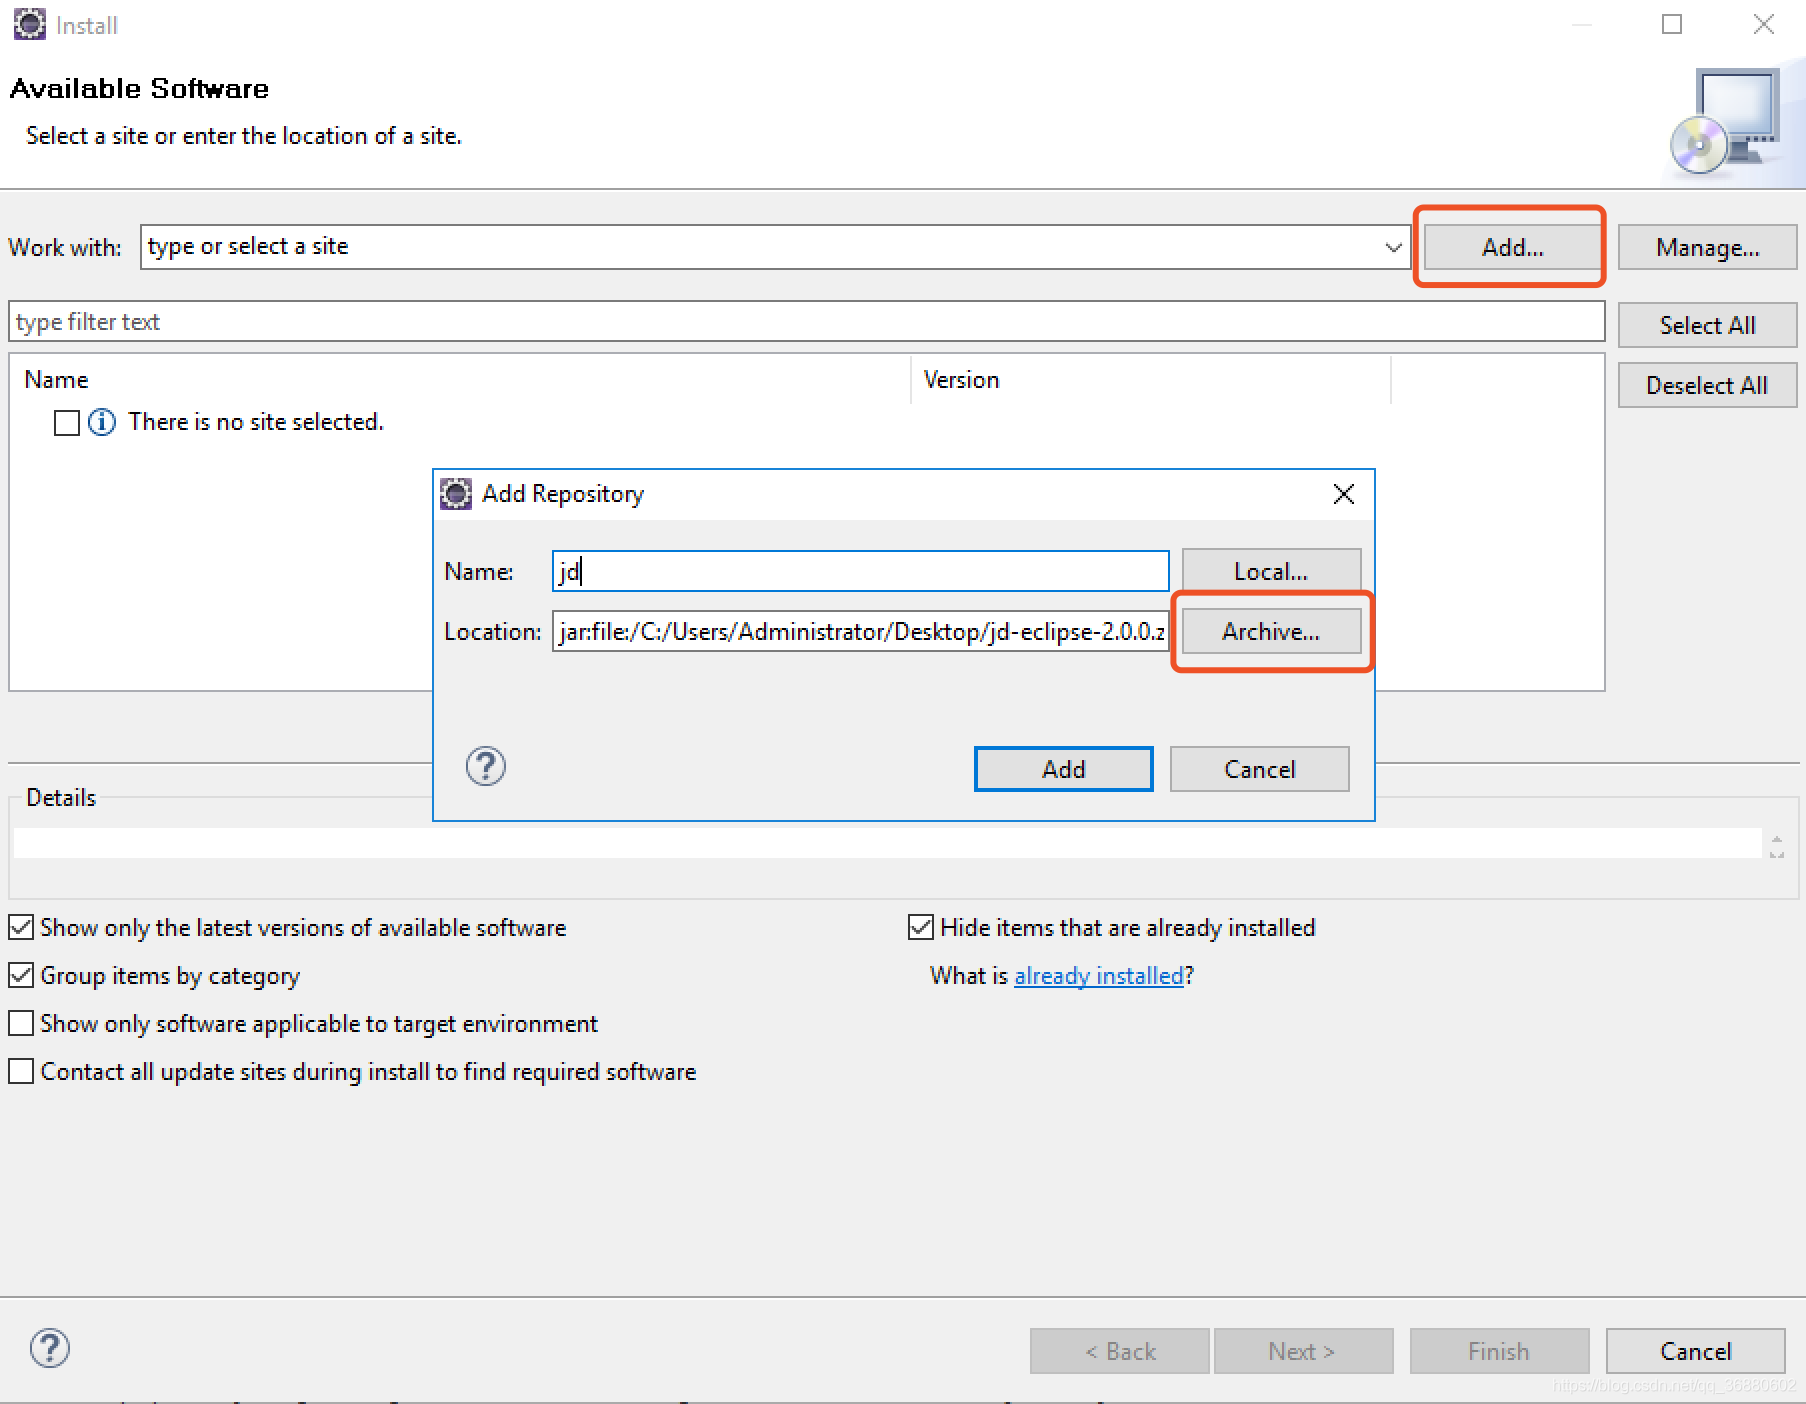 Install
Available Software
Select a site or enter the location of a site.
Work with: type or select a site Add... Manage...
type filter text Select All
Name Version Deselect All
There is no site selected.
Add Repository
Name: jd Local...
Location: jar:file:/C:/Users/Administrator/Desktop/jd-eclipse-2.0.0.z Archive...
Add Cancel
Details
Show only the latest versions of available software Hide items that are already installed
Group items by category What is already installed?
Show only software applicable to target environment
Contact all update sites during install to find required software
< Back Next > Finish Cancel
https://blog.csdn.net/qq_36880602